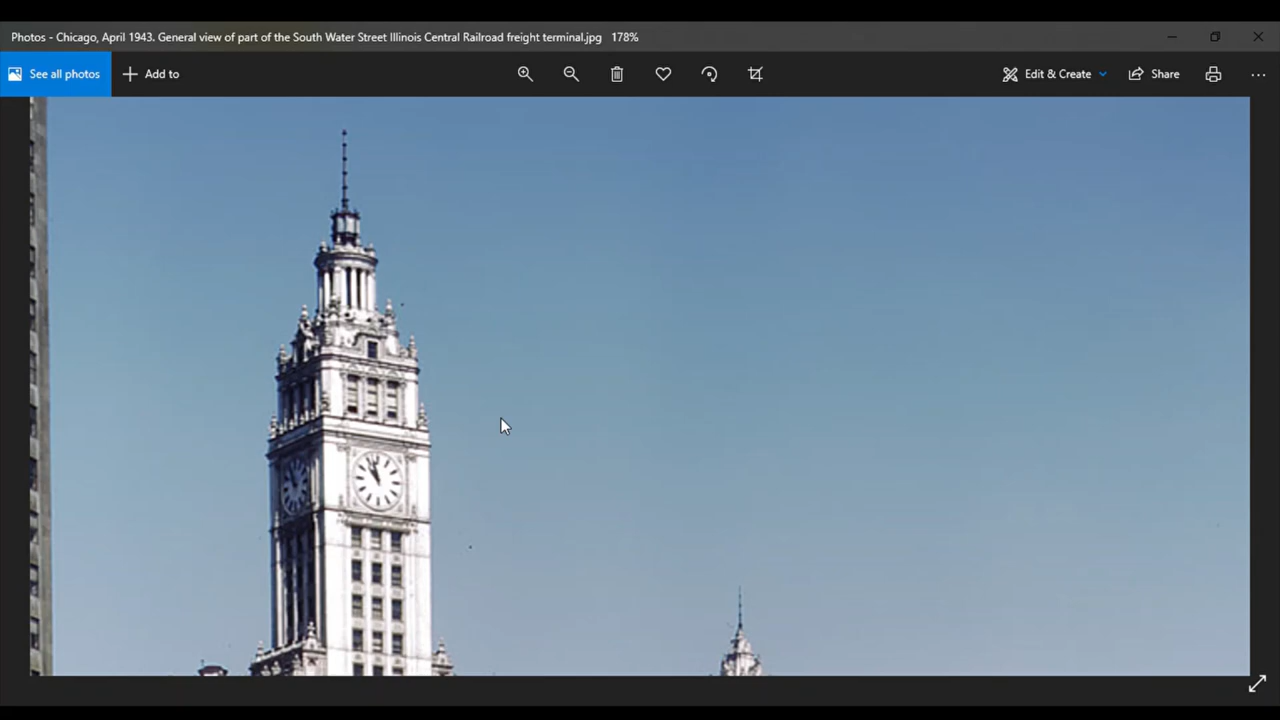 Photos - Chicago, April 1943. General view of part of the South Water Street Illinois Central Railroad freight terminal.jpg 178%
See all photos
Add to
Edit & Create
Share